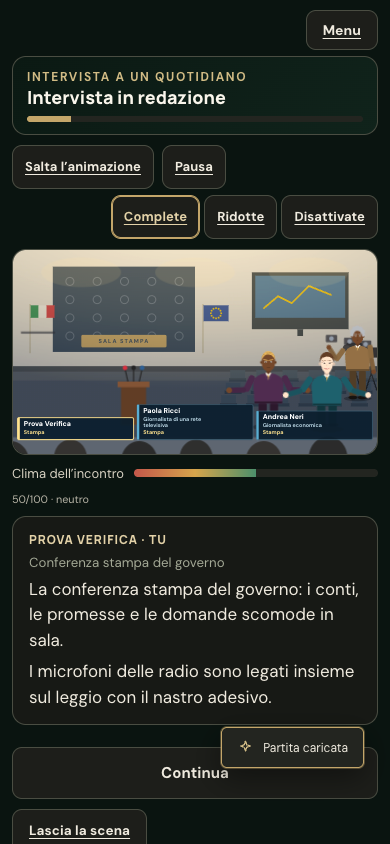 Menu
INTERVISTA A UN QUOTIDIANO
Intervista in redazione
Salta l’animazione
Pausa
Complete
Ridotte
Disattivate
SALA STAMPA
Prova Verifica
Stampa
Paola Ricci
Giornalista di una rete
televisiva
Stampa
Andrea Neri
Giornalista economica
Stampa
Clima dell’incontro
50/100 · neutro
PROVA VERIFICA · TU
Conferenza stampa del governo
La conferenza stampa del governo: i conti,
le promesse e le domande scomode in
sala.
I microfoni delle radio sono legati insieme
sul leggio con il nastro adesivo.
Partita caricata
Continua
Lascia la scena